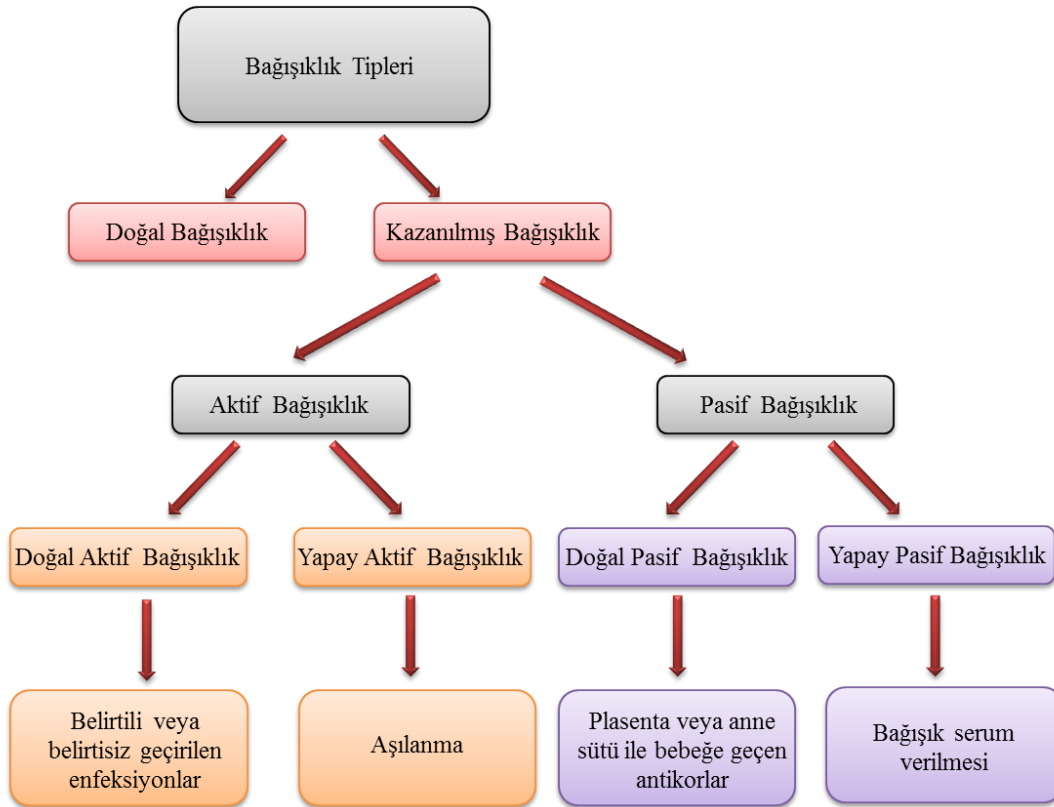 Bağışıklık Tipleri
Doğal Bağışıklık
Kazanılmış Bağışıklık
Aktif Bağışıklık
Pasif Bağışıklık
Doğal Aktif Bağışıklık
Yapay Aktif Bağışıklık
Doğal Pasif Bağışıklık
Yapay Pasif Bağışıklık
Belirtili veya
belirtisiz geçirilen
enfeksiyonlar
Aşılanma
Plasenta veya anne
sütü ile bebeğe geçen
antikorlar
Bağışık serum
verilmesi